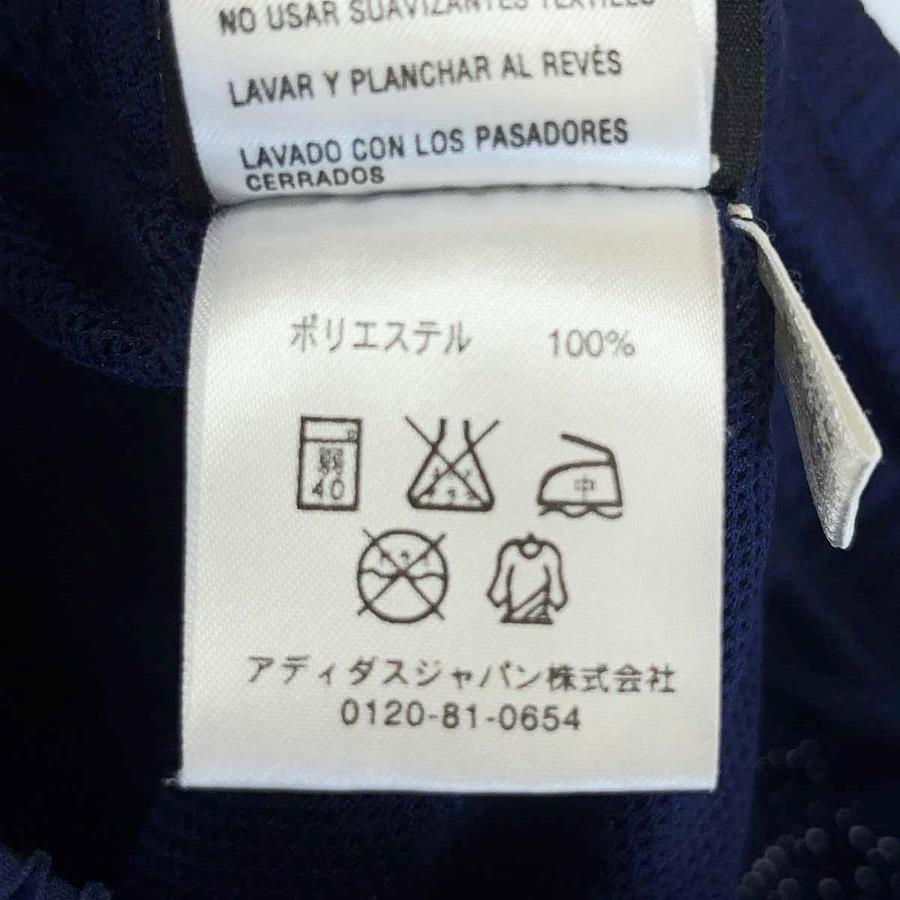 NO USAR SUAVIZANTES TEXTILES
LAVAR Y PLANCHAR AL REVÉS
LAVADO CON LOS PASADORES
CERRADOS
ポリエステル 100%
弱
40
中
アディダスジャパン株式会社
0120-81-0654